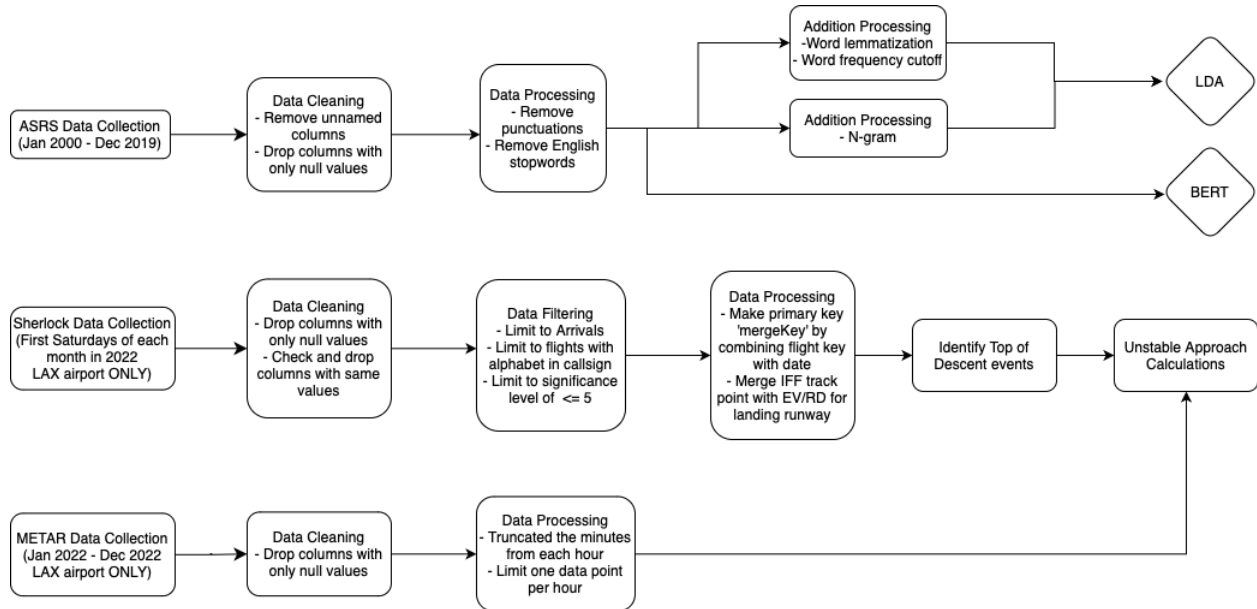 ASRS Data Collection
(Jan 2000 - Dec 2019)
Data Cleaning
- Remove unnamed
columns
- Drop columns with
only null values
Data Processing
- Remove
punctuations
- Remove English
stopwords
Addition Processing
-Word lemmatization
- Word frequency cutoff
Addition Processing
- N-gram
LDA
BERT
Sherlock Data Collection
(First Saturdays of each
month in 2022
LAX airport ONLY)
Data Cleaning
- Drop columns with
only null values
- Check and drop
columns with same
values
Data Filtering
- Limit to Arrivals
- Limit to flights with
alphabet in callsign
- Limit to significance
level of <= 5
Data Processing
- Make primary key
'mergeKey' by
combining flight key
with date
- Merge IFF track
point with EV/RD for
landing runway
Identify Top of
Descent events
Unstable Approach
Calculations
METAR Data Collection
(Jan 2022 - Dec 2022
LAX airport ONLY)
Data Cleaning
- Drop columns with
only null values
Data Processing
- Truncated the minutes
from each hour
- Limit one data point
per hour